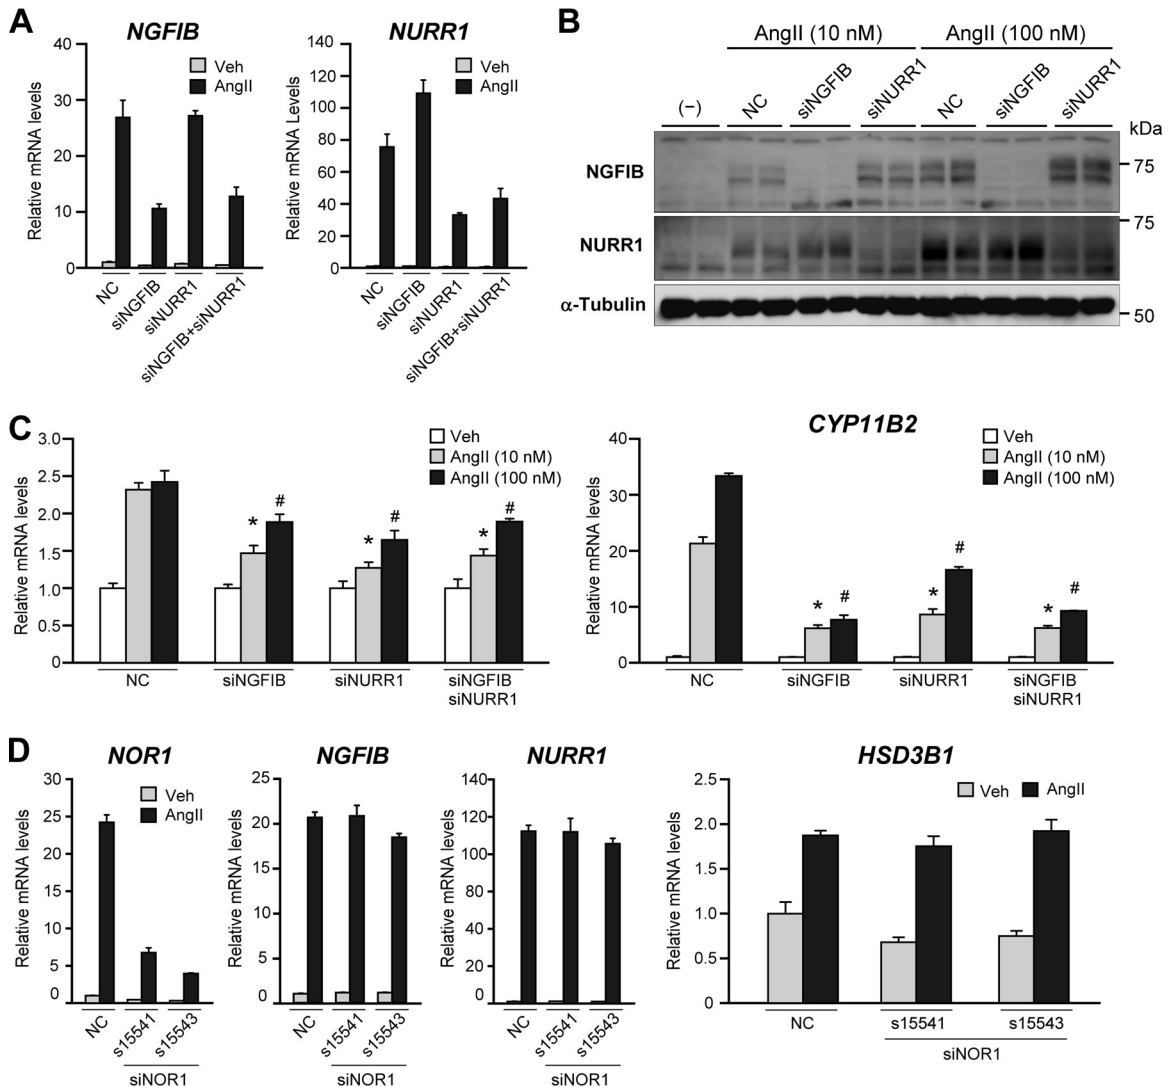 A
NGFIB
Relative mRNA levels
40
30
20
10
0
Veh
AngII
NC
siNGFIB
siNURR1
siNGFIB+siNURR1
NURR1
Relative mRNA Levels
140
120
100
80
60
40
20
0
Veh
AngII
NC
siNGFIB
siNURR1
siNGFIB+siNURR1
B
AngII (10 nM)
AngII (100 nM)
(−)
NC
siNGFIB
siNURR1
NC
siNGFIB
siNURR1
kDa
NGFIB
75
75
NURR1
α-Tubulin
50
C
Relative mRNA levels
3.0
2.5
2.0
1.5
1.0
0.5
0
Veh
AngII (10 nM)
AngII (100 nM)
* #
* #
* #
NC
siNGFIB
siNURR1
siNGFIB
siNURR1
CYP11B2
Relative mRNA levels
40
30
20
10
0
Veh
AngII (10 nM)
AngII (100 nM)
* #
* #
* #
NC
siNGFIB
siNURR1
siNGFIB
siNURR1
D
NOR1
Relative mRNA levels
30
25
20
15
10
5
0
Veh
AngII
NC
s15541
s15543
siNOR1
NGFIB
Relative mRNA levels
25
20
15
10
5
0
NC
s15541
s15543
siNOR1
NURR1
Relative mRNA levels
140
120
80
60
40
20
0
NC
s15541
s15543
siNOR1
HSD3B1
Relative mRNA levels
2.5
2.0
1.5
1.0
0.5
0
Veh
AngII
NC
s15541
s15543
siNOR1